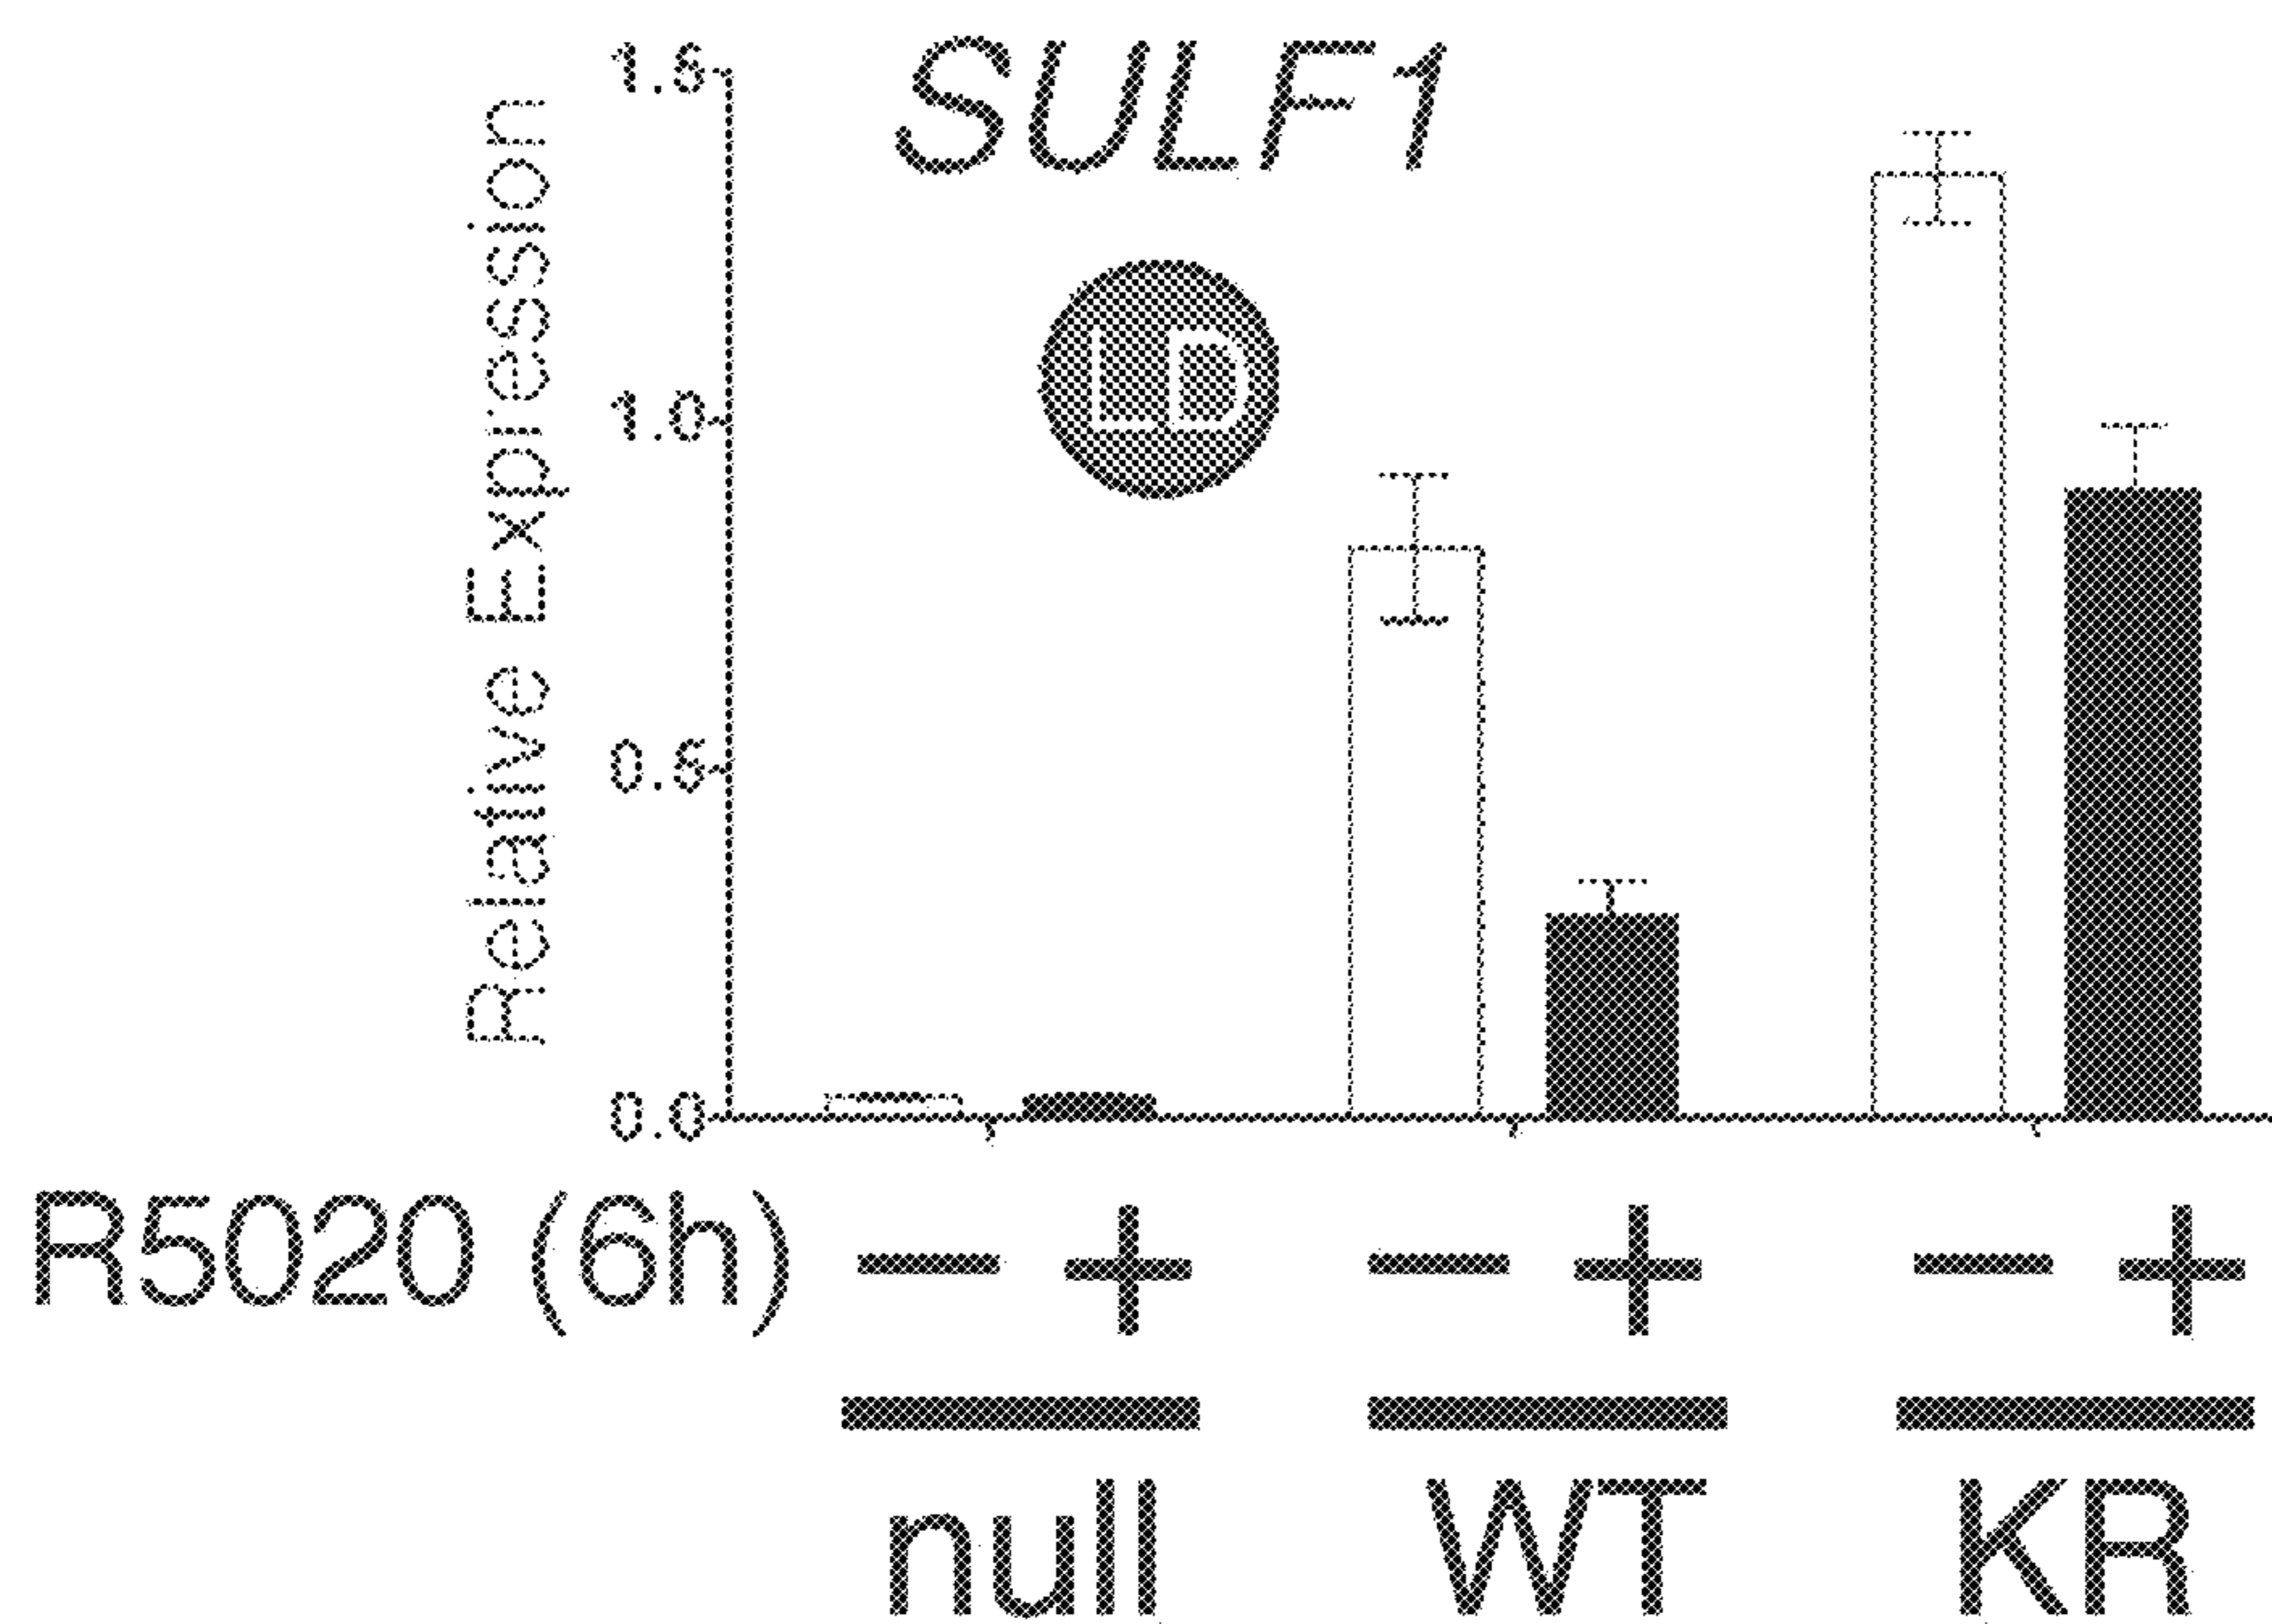 SULF1
LD
Relative Expression
1.5
1.0
0.5
0.0
R5020 (6h) − + − + − +
null WT KR